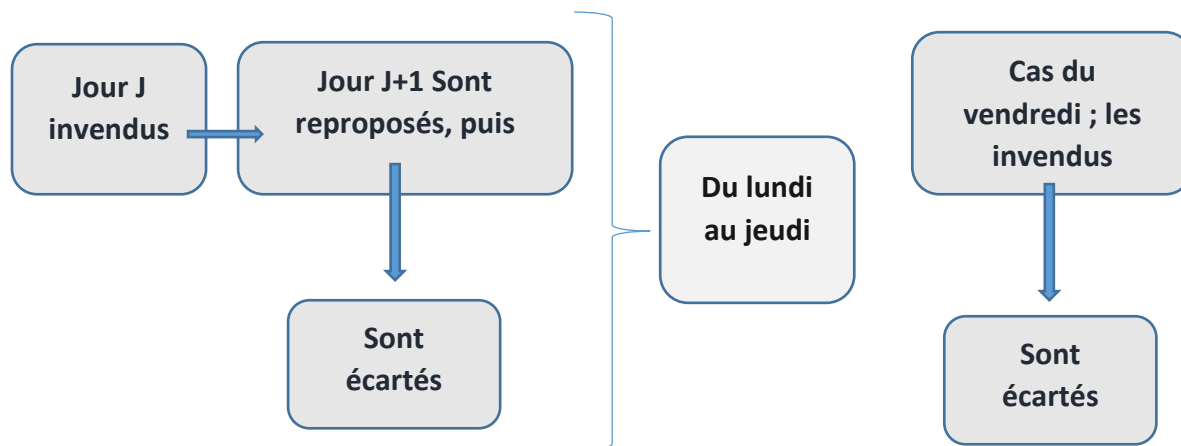 Jour J
invendus
Jour J+1 Sont
reproposés, puis
Sont
écartés
Du lundi
au jeudi
Cas du
vendredi ; les
invendus
Sont
écartés